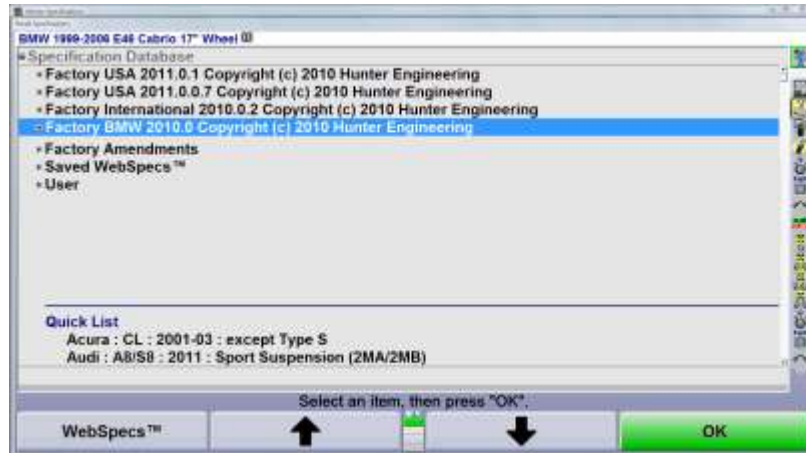 BMW 1999-2006 E46 Cabrio 17" Wheel
Specification Database
Factory USA 2011.0.1 Copyright (c) 2010 Hunter Engineering
Factory USA 2011.0.0.7 Copyright (c) 2010 Hunter Engineering
Factory International 2010.0.2 Copyright (c) 2010 Hunter Engineering
Factory BMW 2010.0 Copyright (c) 2010 Hunter Engineering
Factory Amendments
Saved WebSpecs™
User
Quick List
Acura : CL : 2001-03 : except Type S
Audi : A8/S8 : 2011 : Sport Suspension (2MA/2MB)
Select an item, then press "OK".
WebSpecs™
OK